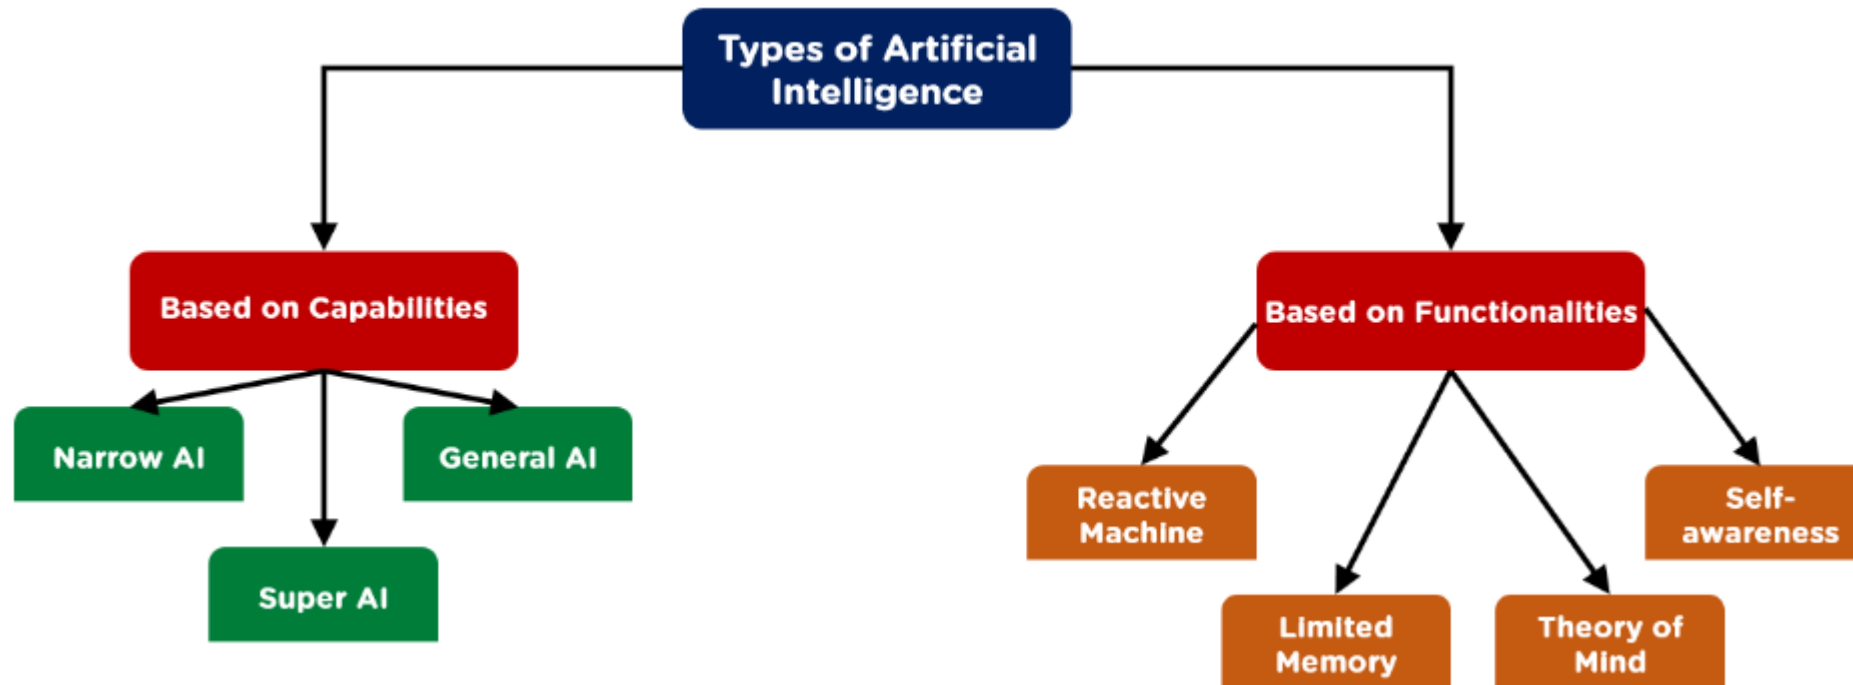 Types of Artificial
Intelligence
Based on Capabilities
Based on Functionalities
Narrow AI
General AI
Super AI
Reactive
Machine
Self-
awareness
Limited
Memory
Theory of
Mind